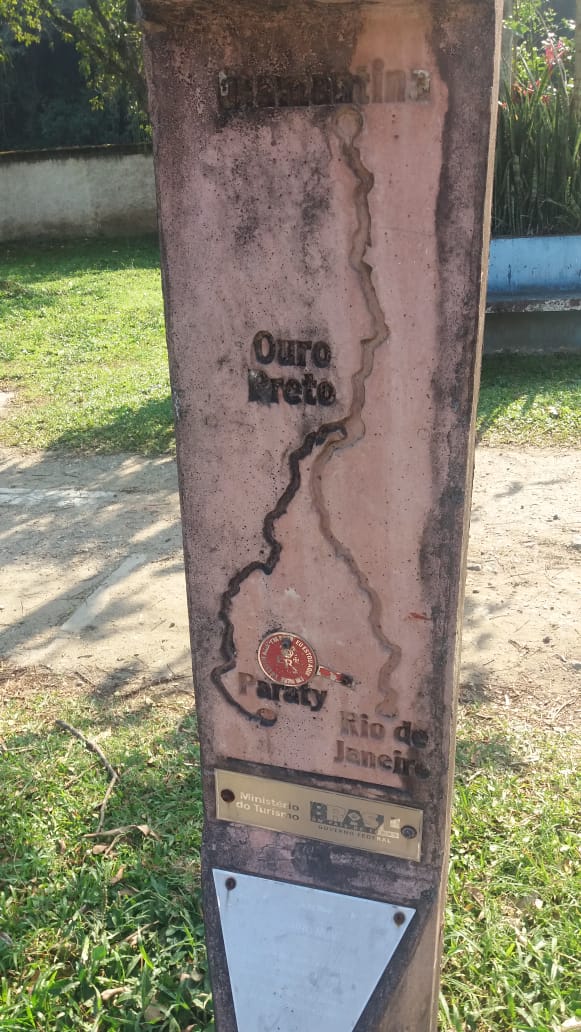 Diamantina
Ouro
Preto
Paraty
Rio de
Janeiro
Ministério
do Turismo
BRASIL
GOVERNO FEDERAL